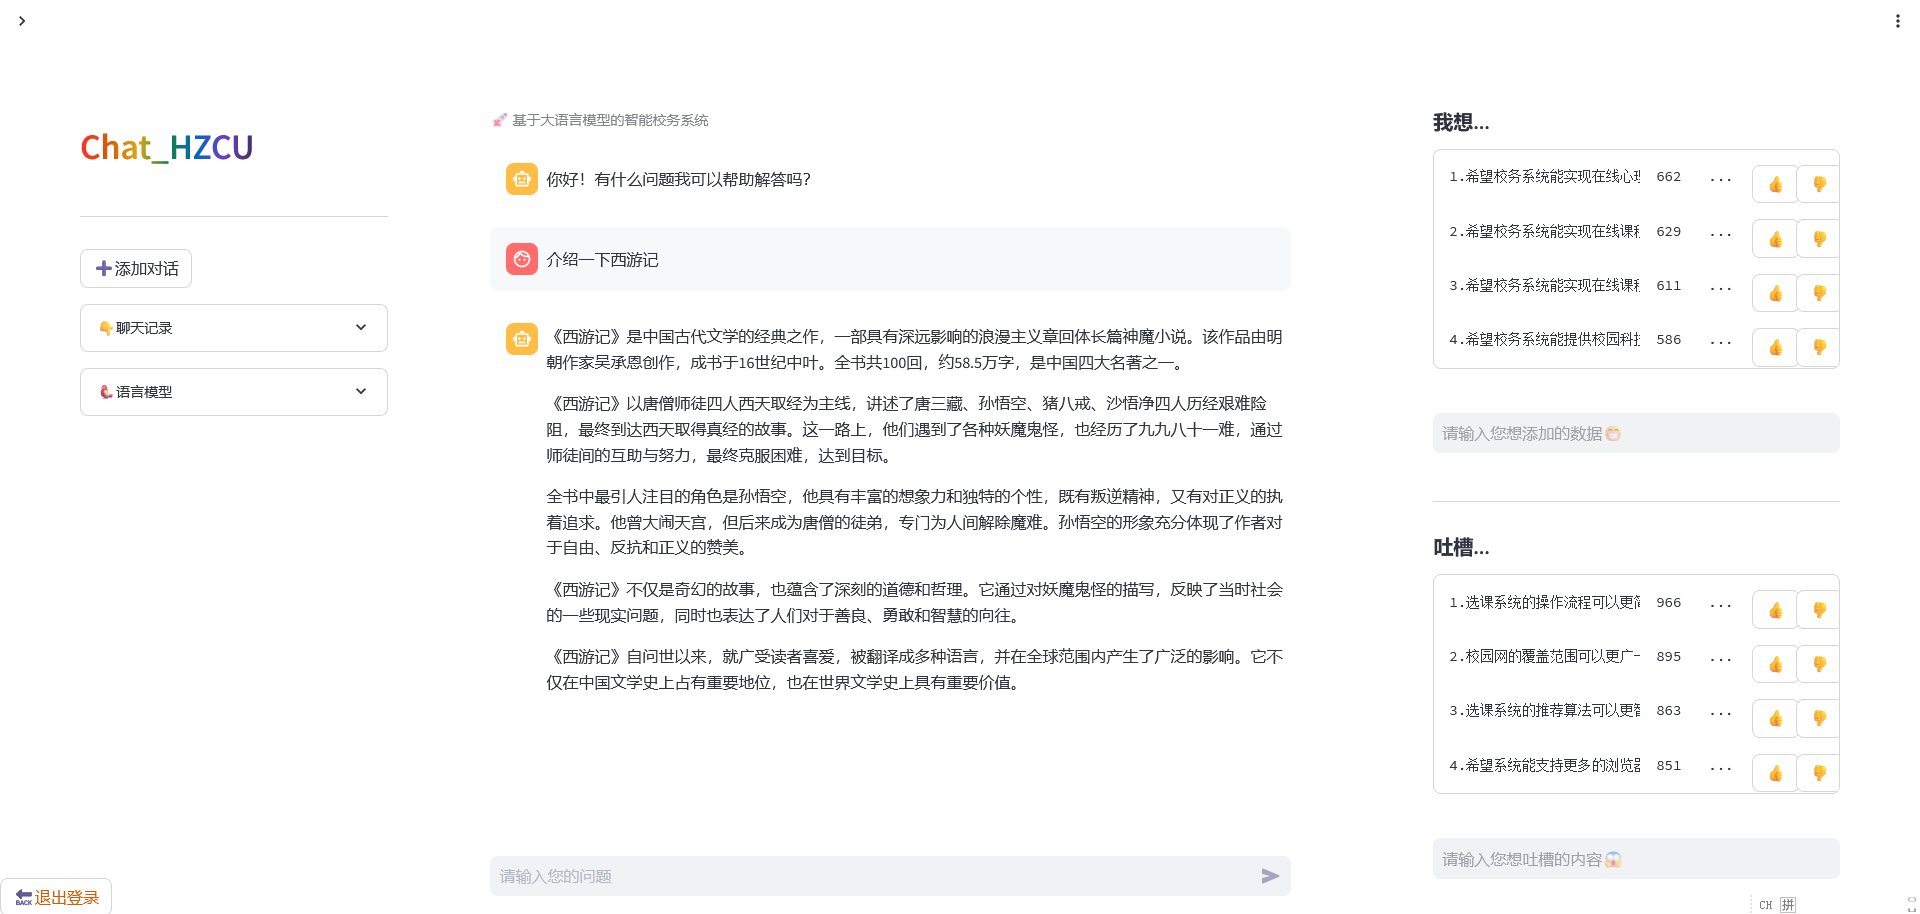 Chat_HZCU
添加对话
聊天记录
语言模型
退出登录
基于大语言模型的智能校务系统
你好！有什么问题我可以帮助解答吗？
介绍一下西游记
《西游记》是中国古代文学的经典之作，一部具有深远影响的浪漫主义章回体长篇神魔小说。该作品由明
朝作家吴承恩创作，成书于16世纪中叶。全书共100回，约58.5万字，是中国四大名著之一。
《西游记》以唐僧师徒四人西天取经为主线，讲述了唐三藏、孙悟空、猪八戒、沙悟净四人历经艰难险
阻，最终到达西天取得真经的故事。这一路上，他们遇到了各种妖魔鬼怪，也经历了九九八十一难，通过
师徒间的互助与努力，最终克服困难，达到目标。
全书中最引人注目的角色是孙悟空，他具有丰富的想象力和独特的个性，既有叛逆精神，又有对正义的执
着追求。他曾大闹天宫，但后来成为唐僧的徒弟，专门为人间解除魔难。孙悟空的形象充分体现了作者对
于自由、反抗和正义的赞美。
《西游记》不仅是奇幻的故事，也蕴含了深刻的道德和哲理。它通过对妖魔鬼怪的描写，反映了当时社会
的一些现实问题，同时也表达了人们对于善良、勇敢和智慧的向往。
《西游记》自问世以来，就广受读者喜爱，被翻译成多种语言，并在全球范围内产生了广泛的影响。它不
仅在中国文学史上占有重要地位，也在世界文学史上具有重要价值。
请输入您的问题
我想...
1.希望校务系统能实现在线心 662 ...
2.希望校务系统能实现在线课 629 ...
3.希望校务系统能实现在线课 611 ...
4.希望校务系统能提供校园科 586 ...
请输入您想添加的数据
吐槽...
1.选课系统的操作流程可以更 966 ...
2.校园网的覆盖范围可以更广 895 ...
3.选课系统的推荐算法可以更 863 ...
4.希望系统能支持更多的浏览 851 ...
请输入您想吐槽的内容
CH 拼